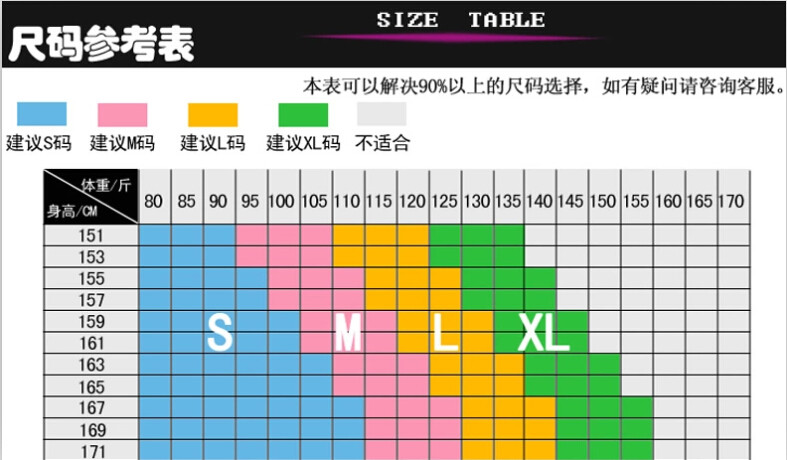 SIZE TABLE
尺码参考表
本表可以解决90%以上的尺码选择，如有疑问请咨询客服。
建议S码 建议M码 建议L码 建议XL码 不适合
体重/斤
身高/CM
80 85 90 95 100 105 110 115 120 125 130 135 140 145 150 155 160 165 170
151
153
155
157
159
161
S M L XL
163
165
167
169
171